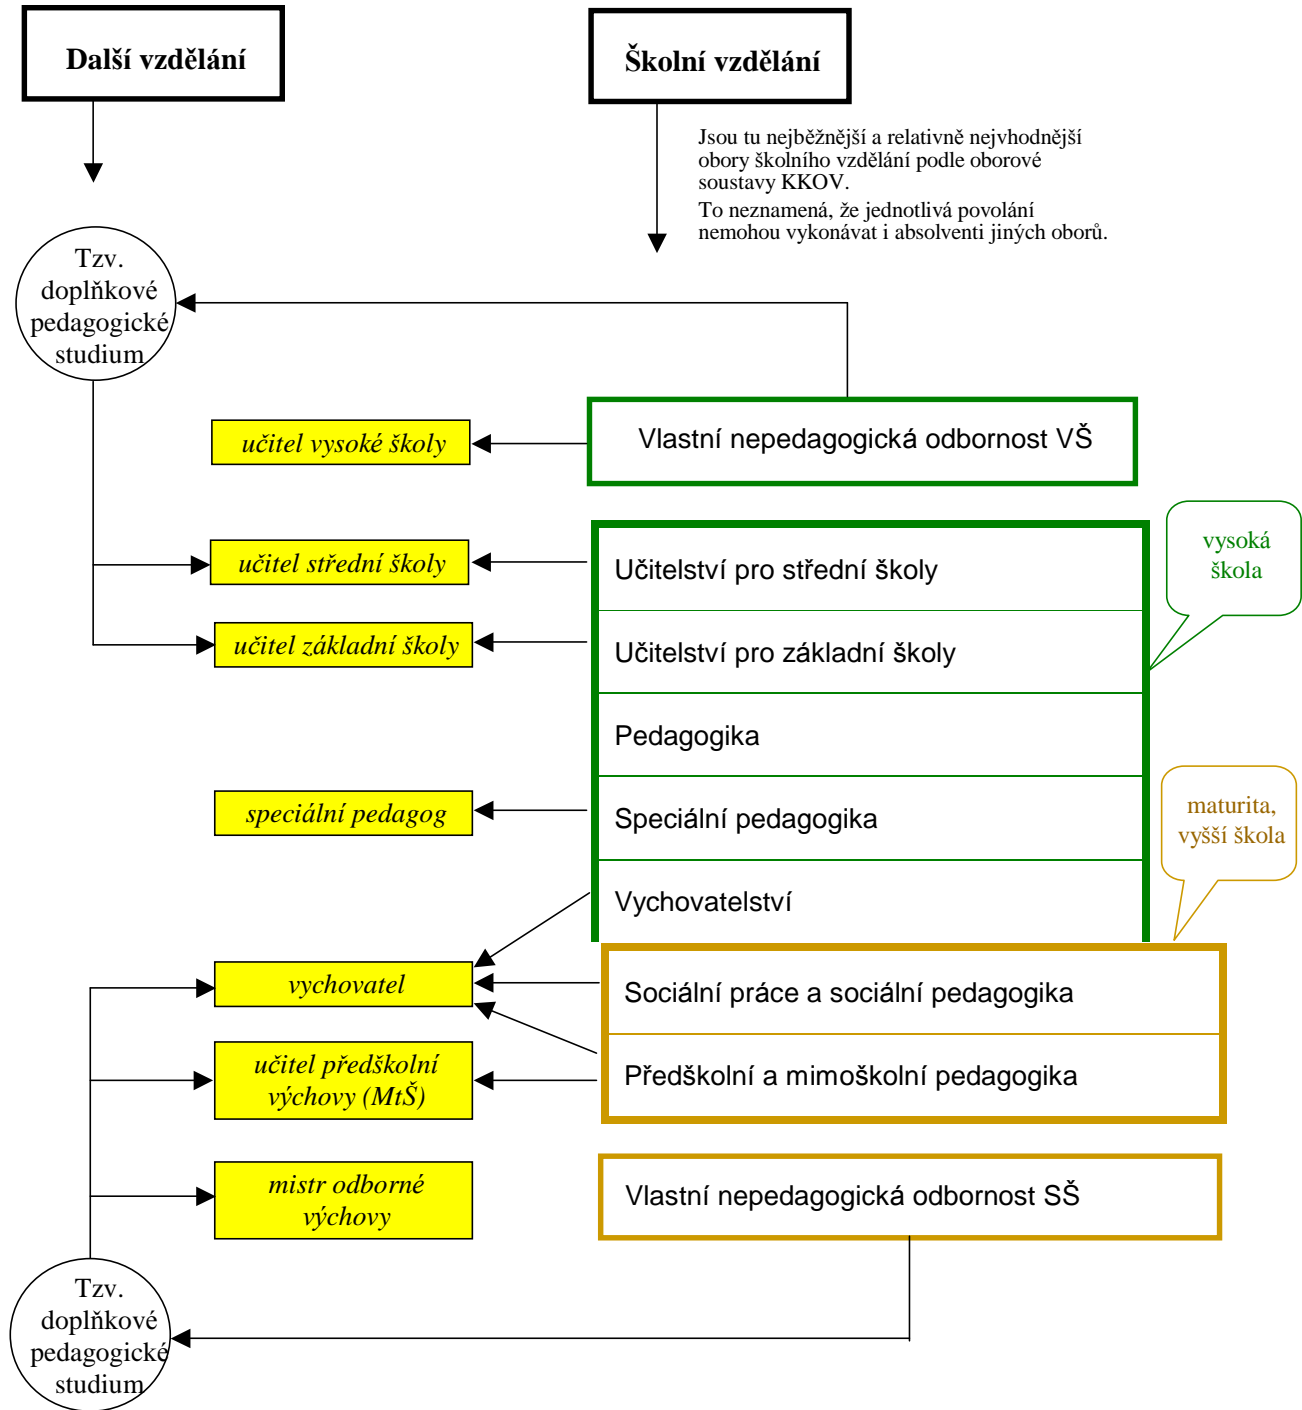 Další vzdělání
Školní vzdělání
Jsou tu nejběžnější a relativně nejvhodnější
obory školního vzdělání podle oborové
soustavy KKOV.
To neznamená, že jednotlivá povolání
nemohou vykonávat i absolventi jiných oborů.
Tzv.
doplňkové
pedagogické
studium
učitel vysoké školy
Vlastní nepedagogická odbornost VŠ
vysoká
škola
učitel střední školy
Učitelství pro střední školy
učitel základní školy
Učitelství pro základní školy
Pedagogika
speciální pedagog
Speciální pedagogika
maturita,
vyšší škola
Vychovatelství
vychovatel
Sociální práce a sociální pedagogika
učitel předškolní
výchovy (MtŠ)
Předškolní a mimoškolní pedagogika
mistr odborné
výchovy
Vlastní nepedagogická odbornost SŠ
Tzv.
doplňkové
pedagogické
studium